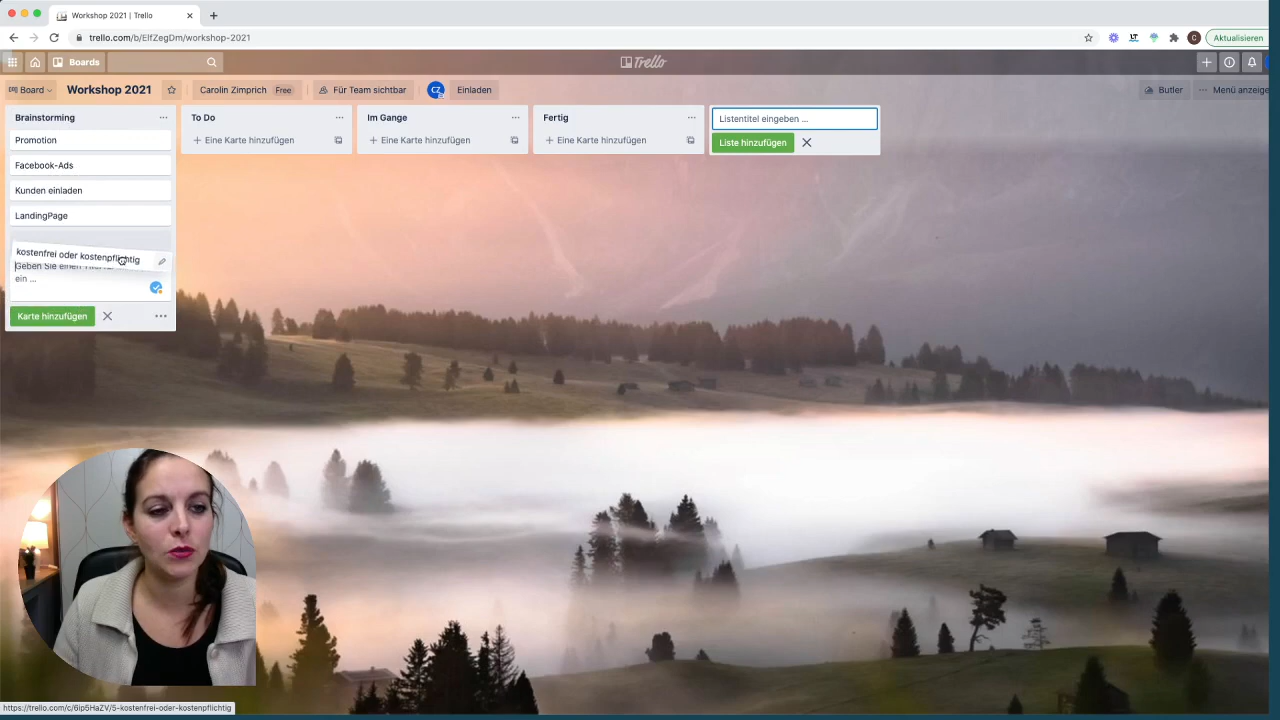 Workshop 2021 | Trello
trello.com/b/ElfZegDm/workshop-2021
LT
C
Aktualisieren
Boards
Trello
Board
Workshop 2021
Carolin Zimprich Free
Für Team sichtbar
CZ
Einladen
Butler
Menü anzeige
Brainstorming
Promotion
Facebook-Ads
Kunden einladen
LandingPage
kostenfrei oder kostenpflichtig
Geben Sie einen
ein ...
Karte hinzufügen
To Do
Eine Karte hinzufügen
Im Gange
Eine Karte hinzufügen
Fertig
Eine Karte hinzufügen
Listentitel eingeben ...
Liste hinzufügen
https://trello.com/c/6ip5HaZV/5-kostenfrei-oder-kostenpflichtig